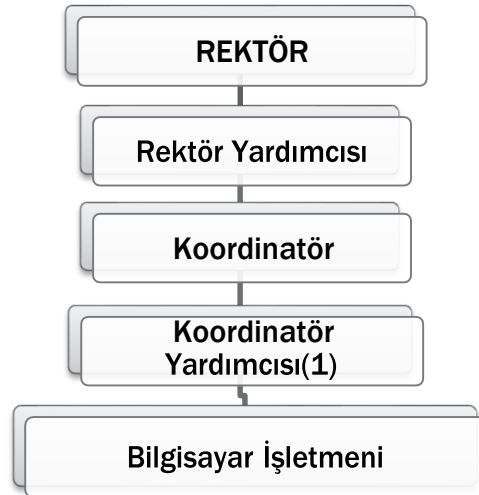 REKTÖR
Rektör Yardımcısı
Koordinatör
Koordinatör
Yardımcısı(1)
Bilgisayar İşletmeni